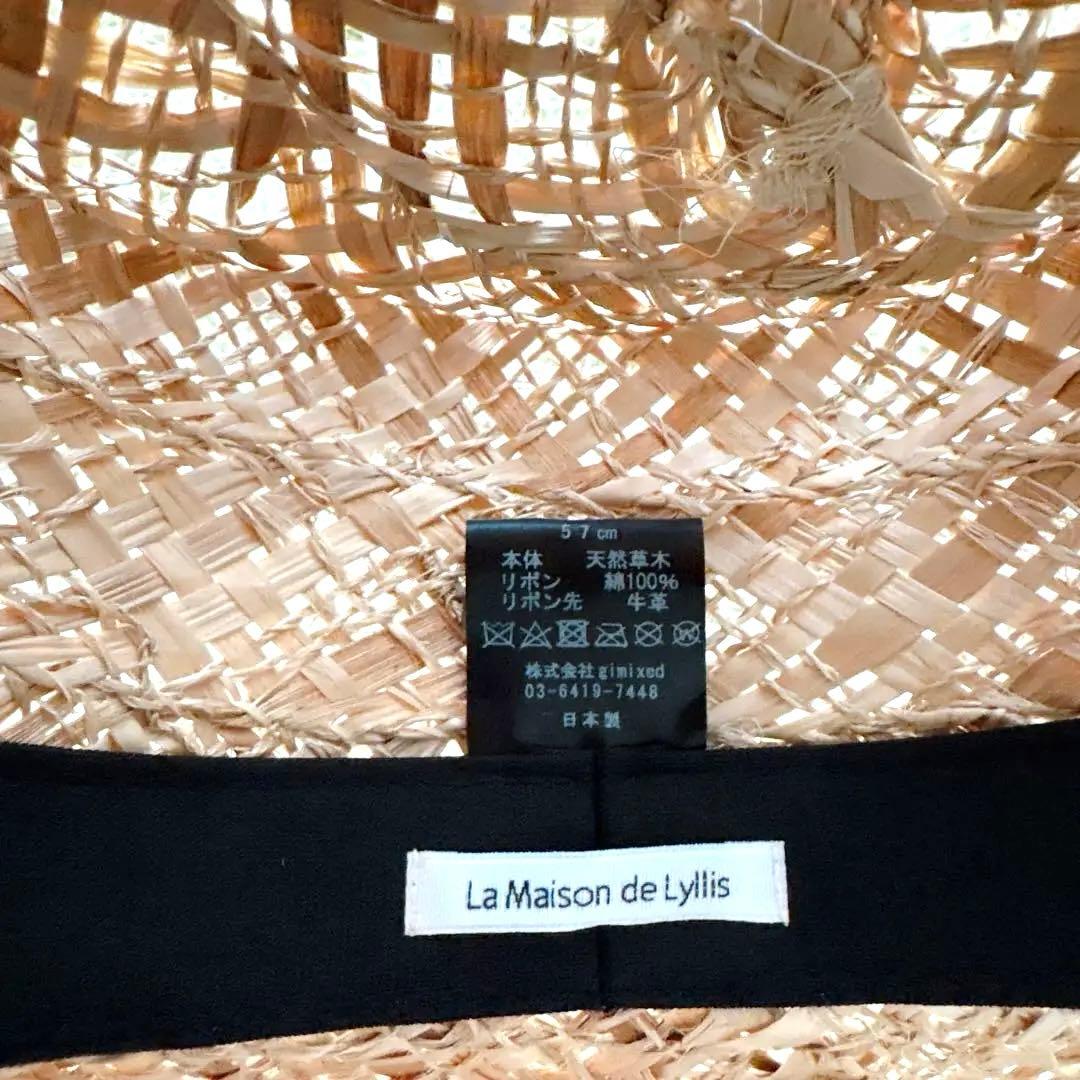 57cm
本体 天然草木
リボン 綿100%
リボン先 牛革
株式会社gimixed
03-6419-7448
日本製
La Maison de Lyllis